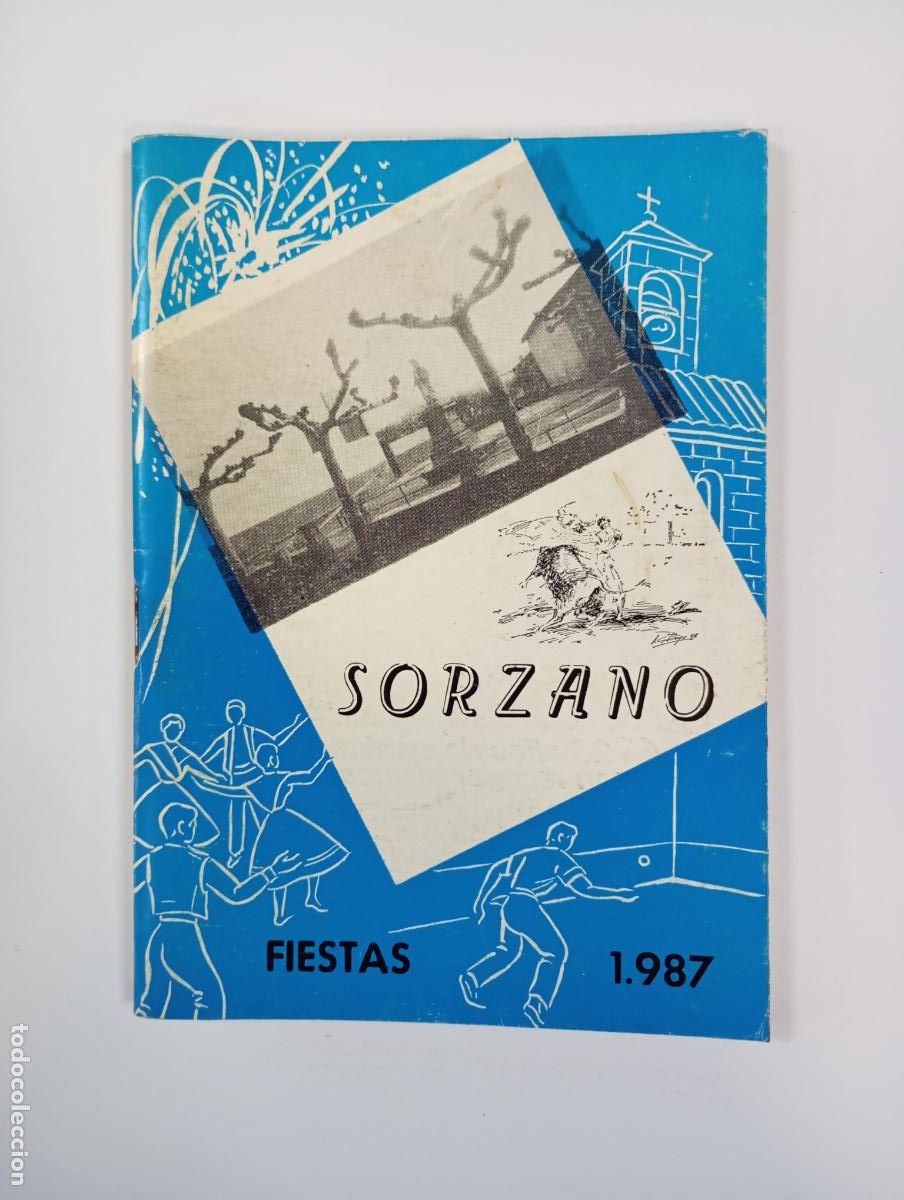 SORZANO
FIESTAS 1.987
todocoleccion